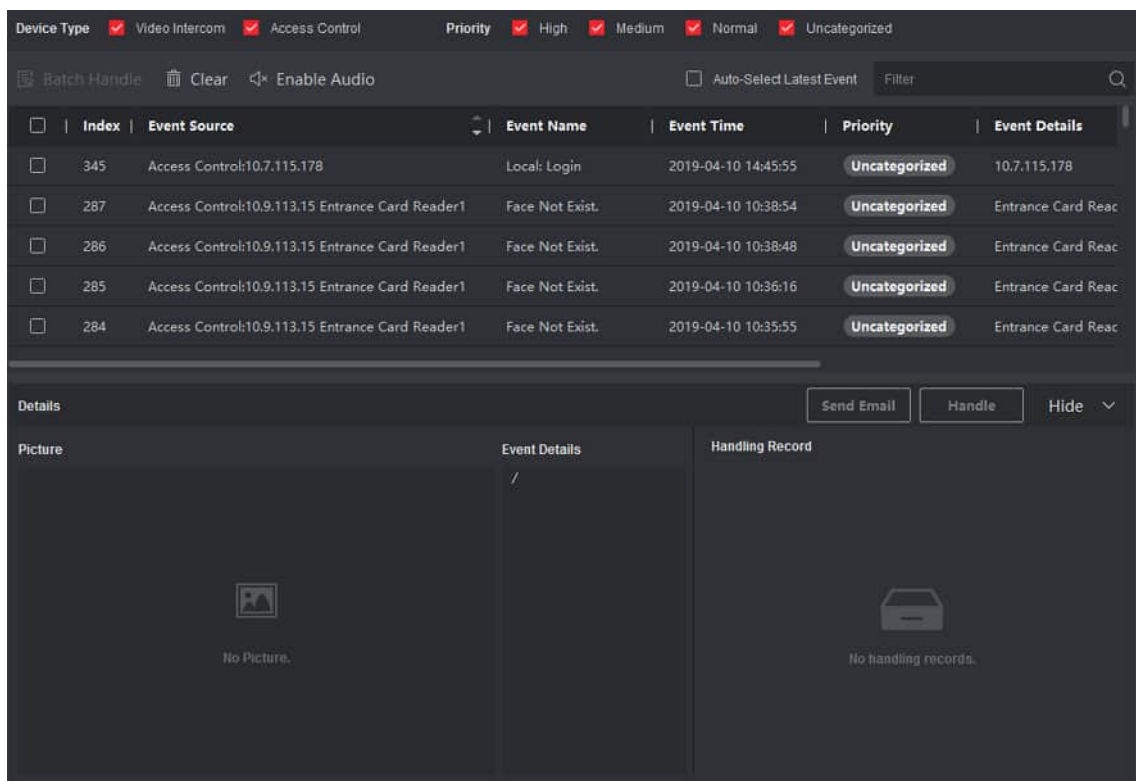 Device Type Video Intercom Access Control Priority High Medium Normal Uncategorized
Batch Handle Clear Enable Audio Auto-Select Latest Event Filter
Index Event Source Event Name Event Time Priority Event Details
345 Access Control:10.7.115.178 Local: Login 2019-04-10 14:45:55 Uncategorized 10.7.115.178
287 Access Control:10.9.113.15 Entrance Card Reader1 Face Not Exist. 2019-04-10 10:38:54 Uncategorized Entrance Card Reac
286 Access Control:10.9.113.15 Entrance Card Reader1 Face Not Exist. 2019-04-10 10:38:48 Uncategorized Entrance Card Reac
285 Access Control:10.9.113.15 Entrance Card Reader1 Face Not Exist. 2019-04-10 10:36:16 Uncategorized Entrance Card Reac
284 Access Control:10.9.113.15 Entrance Card Reader1 Face Not Exist. 2019-04-10 10:35:55 Uncategorized Entrance Card Reac
Details Send Email Handle Hide
Picture Event Details Handling Record
/
No Picture. No handling records.